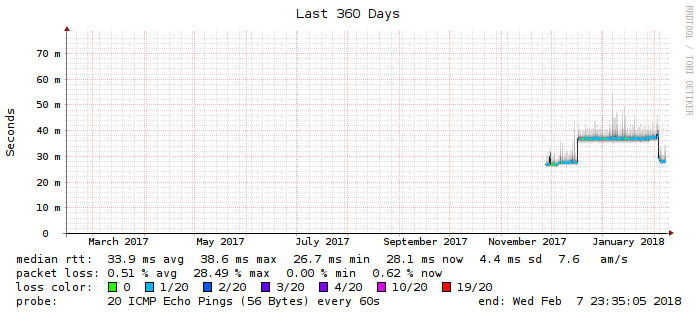 Last 360 Days
RRDTOOL / TOBI OETIKER
Seconds
70 m
60 m
50 m
40 m
30 m
20 m
10 m
0
March 2017 May 2017 July 2017 September 2017 November 2017 January 2018
median rtt: 33.9 ms avg 38.6 ms max 26.7 ms min 28.1 ms now 4.4 ms sd 7.6 am/s
packet loss: 0.51 % avg 28.49 % max 0.00 % min 0.62 % now
loss color: 0 1/20 2/20 3/20 4/20 10/20 19/20
probe: 20 ICMP Echo Pings (56 Bytes) every 60s end: Wed Feb 7 23:35:05 2018